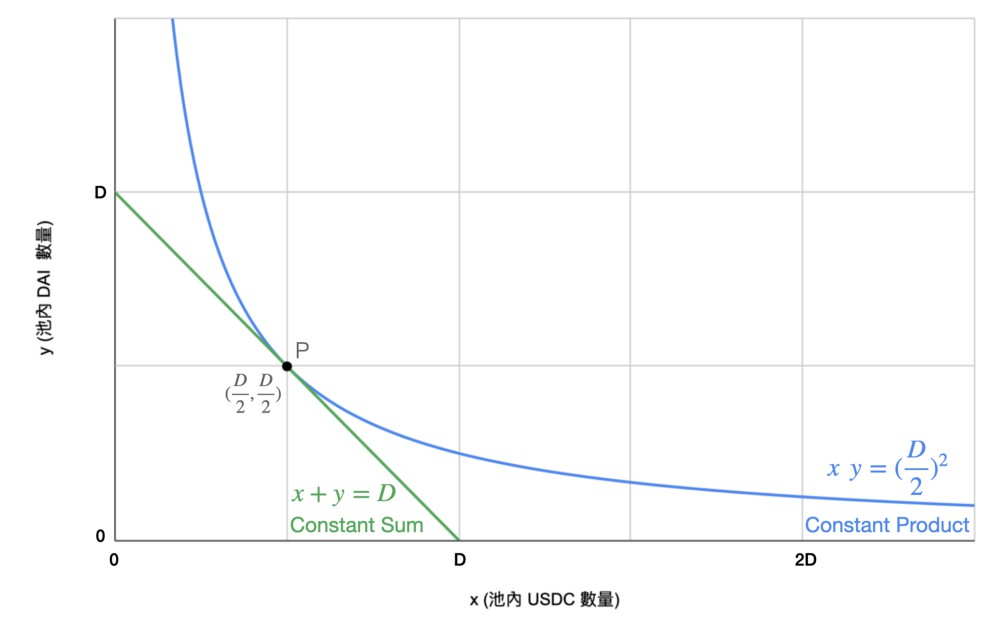 D
y (池內 DAI 數量)
P
(D/2, D/2)
x y = (D/2)²
x + y = D
Constant Sum
Constant Product
0
0
D
2D
x (池內 USDC 數量)